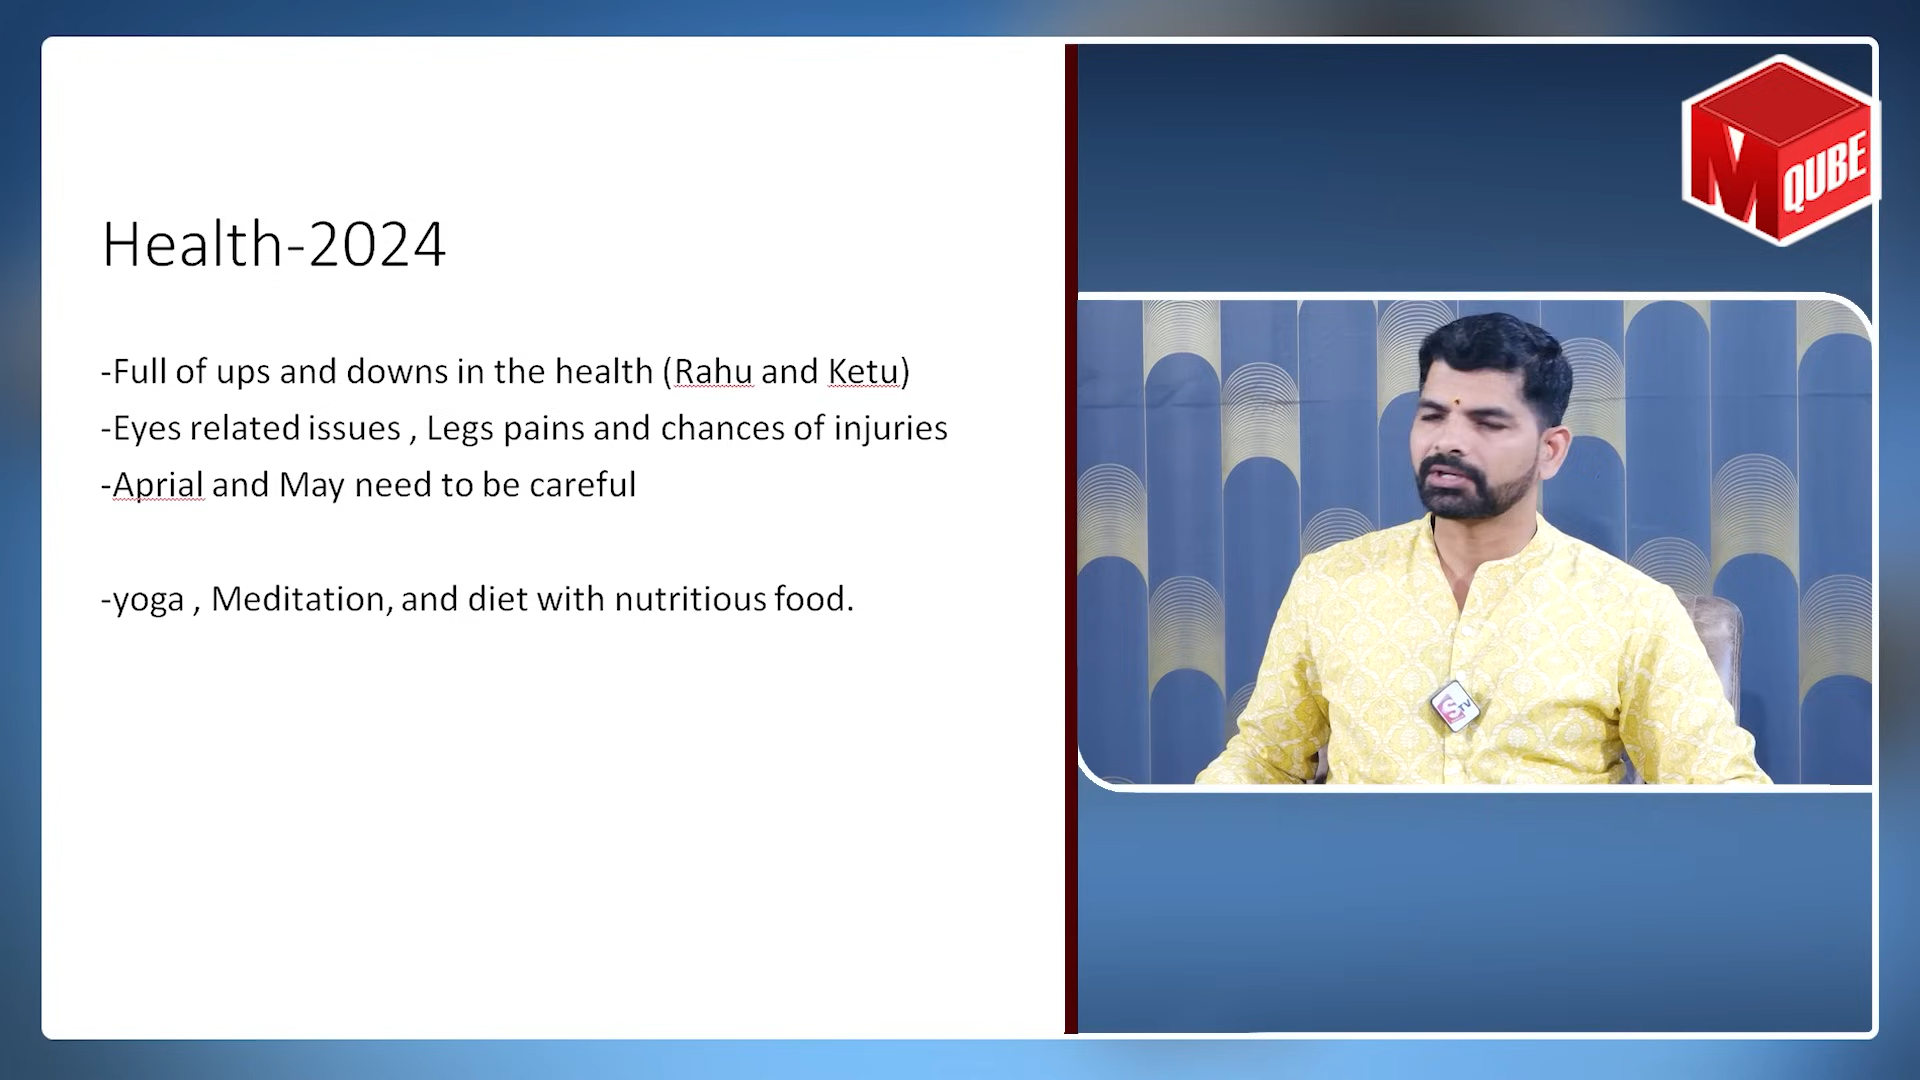 Health-2024
-Full of ups and downs in the health (Rahu and Ketu)
-Eyes related issues , Legs pains and chances of injuries
-Aprial and May need to be careful
-yoga , Meditation, and diet with nutritious food.
M QUBE
S TV